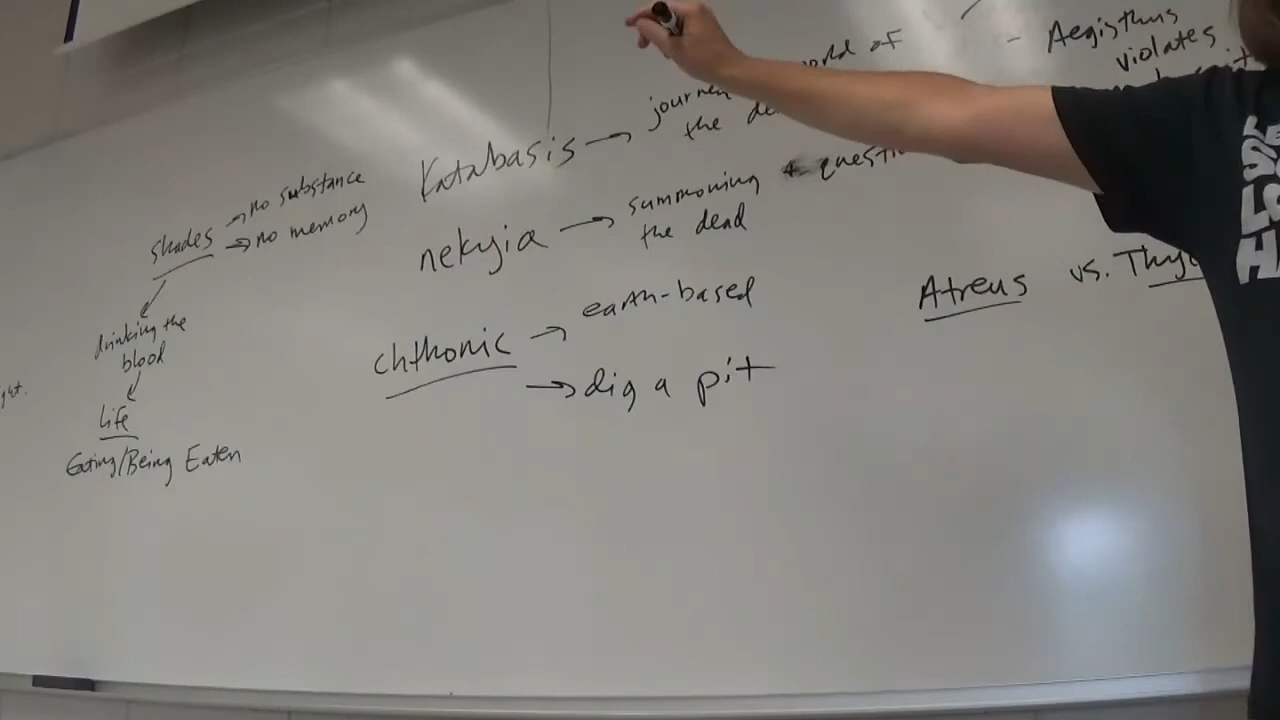 shades → no substance
→ no memory
drinking the
blood
Life
Eating/Being Eaten
Katabasis →
the
nekyia → summoning +
the dead
chthonic → earth-based
→ dig a pit
of
- Aegisthus
violates
Atreus vs.